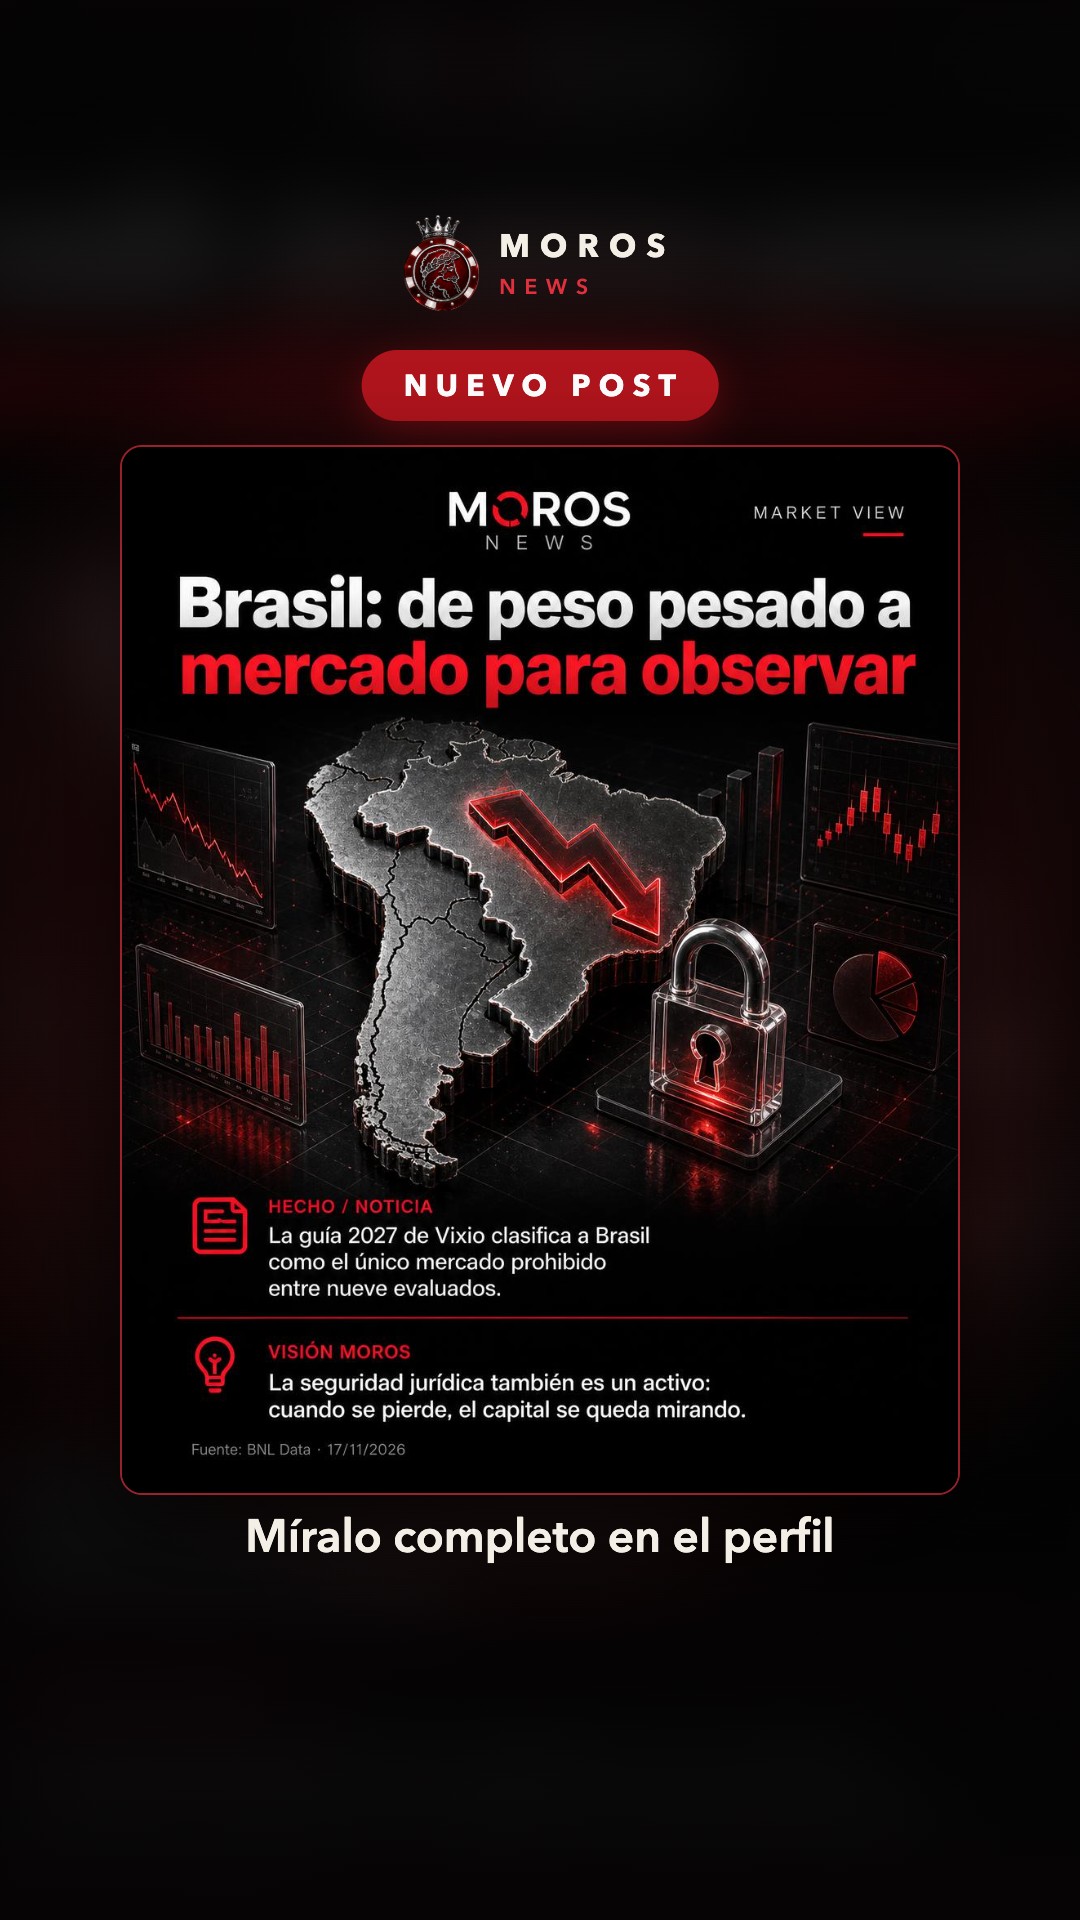 MOROS
NEWS
NUEVO POST
MOROS
NEWS
MARKET VIEW
Brasil: de peso pesado a
mercado para observar
HECHO / NOTICIA
La guía 2027 de Vixio clasifica a Brasil
como el único mercado prohibido
entre nueve evaluados.
VISIÓN MOROS
La seguridad jurídica también es un activo:
cuando se pierde, el capital se queda mirando.
Fuente: BNL Data · 17/11/2026
Míralo completo en el perfil